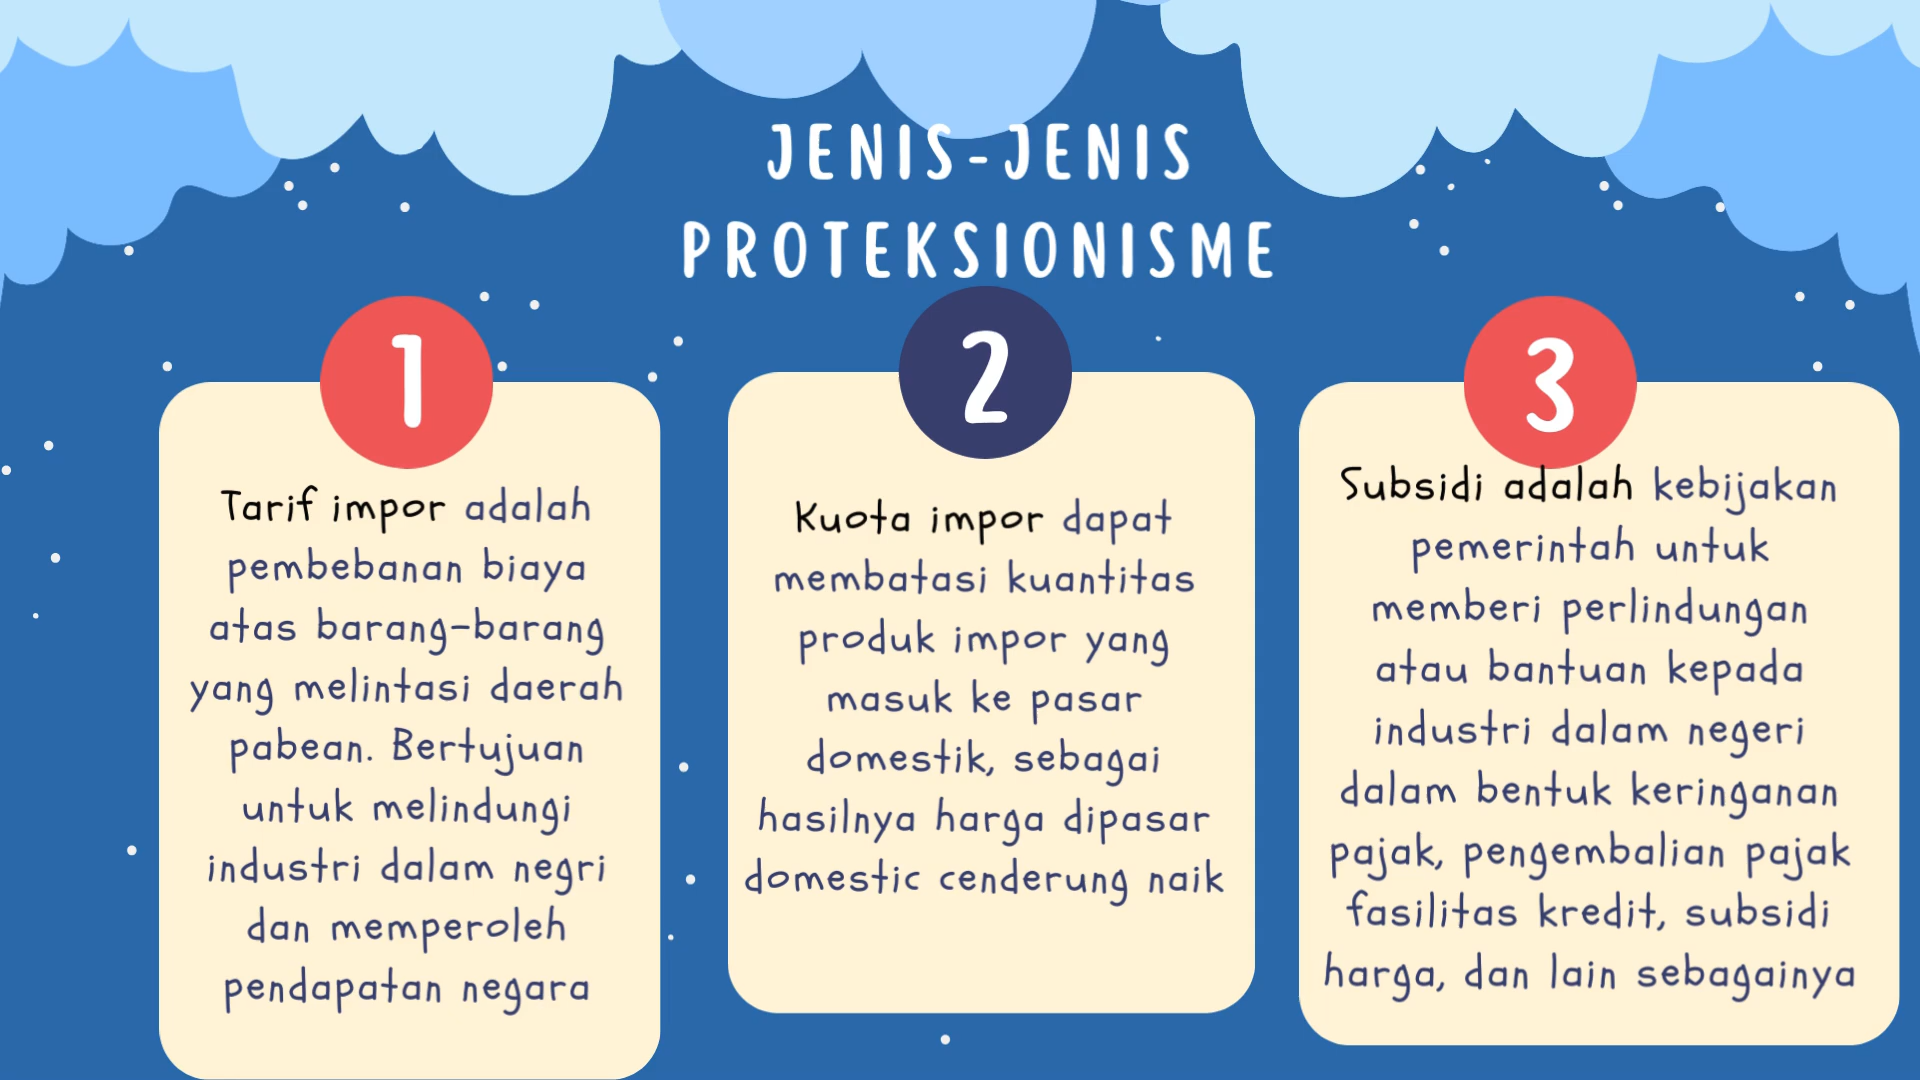 JENIS-JENIS
PROTEKSIONISME
1
Tarif impor adalah
pembebanan biaya
atas barang-barang
yang melintasi daerah
pabean. Bertujuan
untuk melindungi
industri dalam negri
dan memperoleh
pendapatan negara
2
Kuota impor dapat
membatasi kuantitas
produk impor yang
masuk ke pasar
domestik, sebagai
hasilnya harga dipasar
domestic cenderung naik
3
Subsidi adalah kebijakan
pemerintah untuk
memberi perlindungan
atau bantuan kepada
industri dalam negeri
dalam bentuk keringanan
pajak, pengembalian pajak
fasilitas kredit, subsidi
harga, dan lain sebagainya